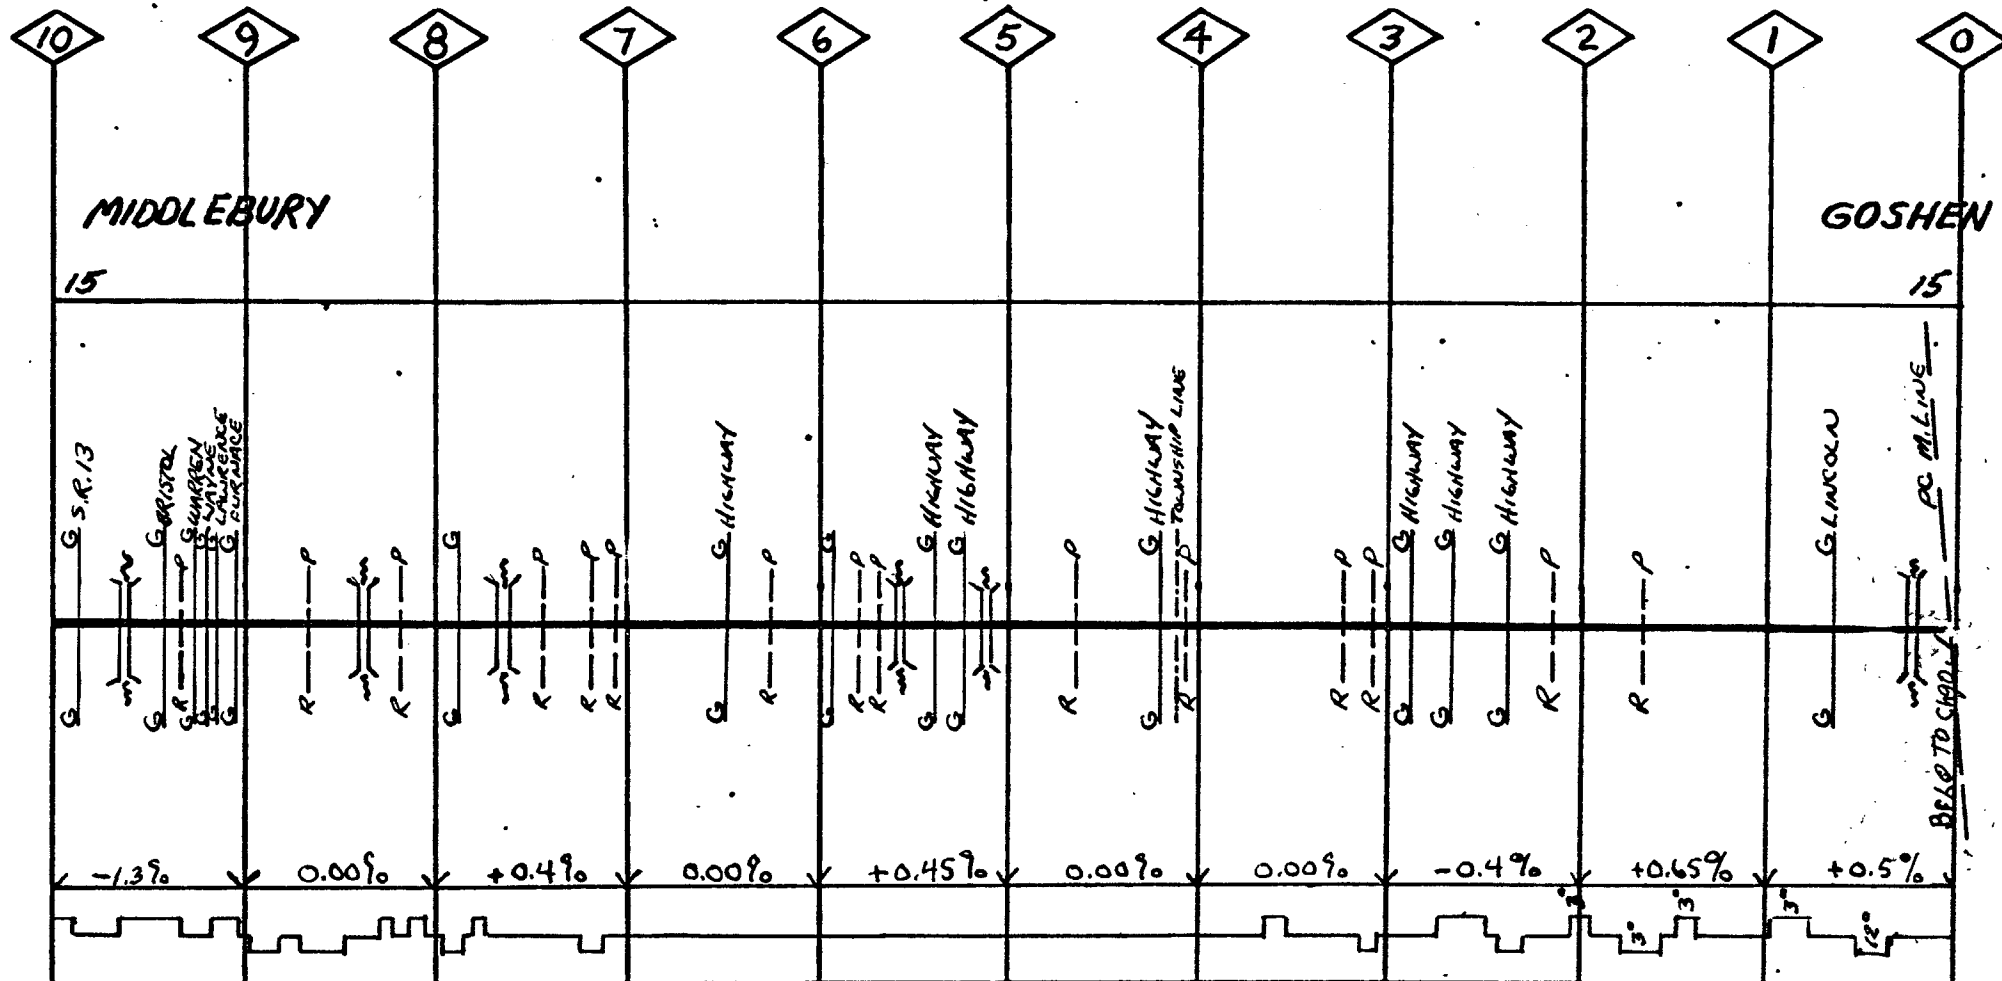 10 9 8 7 6 5 4 3 2 1 0
MIDDLEBURY GOSHEN
15 15
S.R.13
BRISTOL
WARREN
WAYNE
LAWRENCE
FURNACE
HIGHWAY
HIGHWAY
HIGHWAY
HIGHWAY
TOWNSHIP LINE
HIGHWAY
HIGHWAY
HIGHWAY
LINCOLN
PC M.LINE
G G G G G G G G G G G G G G G G
P P P P P P P P P P P P P P P P
R R R R R R R R R R R R R R R R
G G G G G G G G G G G G G G G G
-1.3% 0.00% +0.4% 0.00% +0.45% 0.00% 0.00% -0.4% +0.65% +0.5%
3° 3° 3° 3° 12°